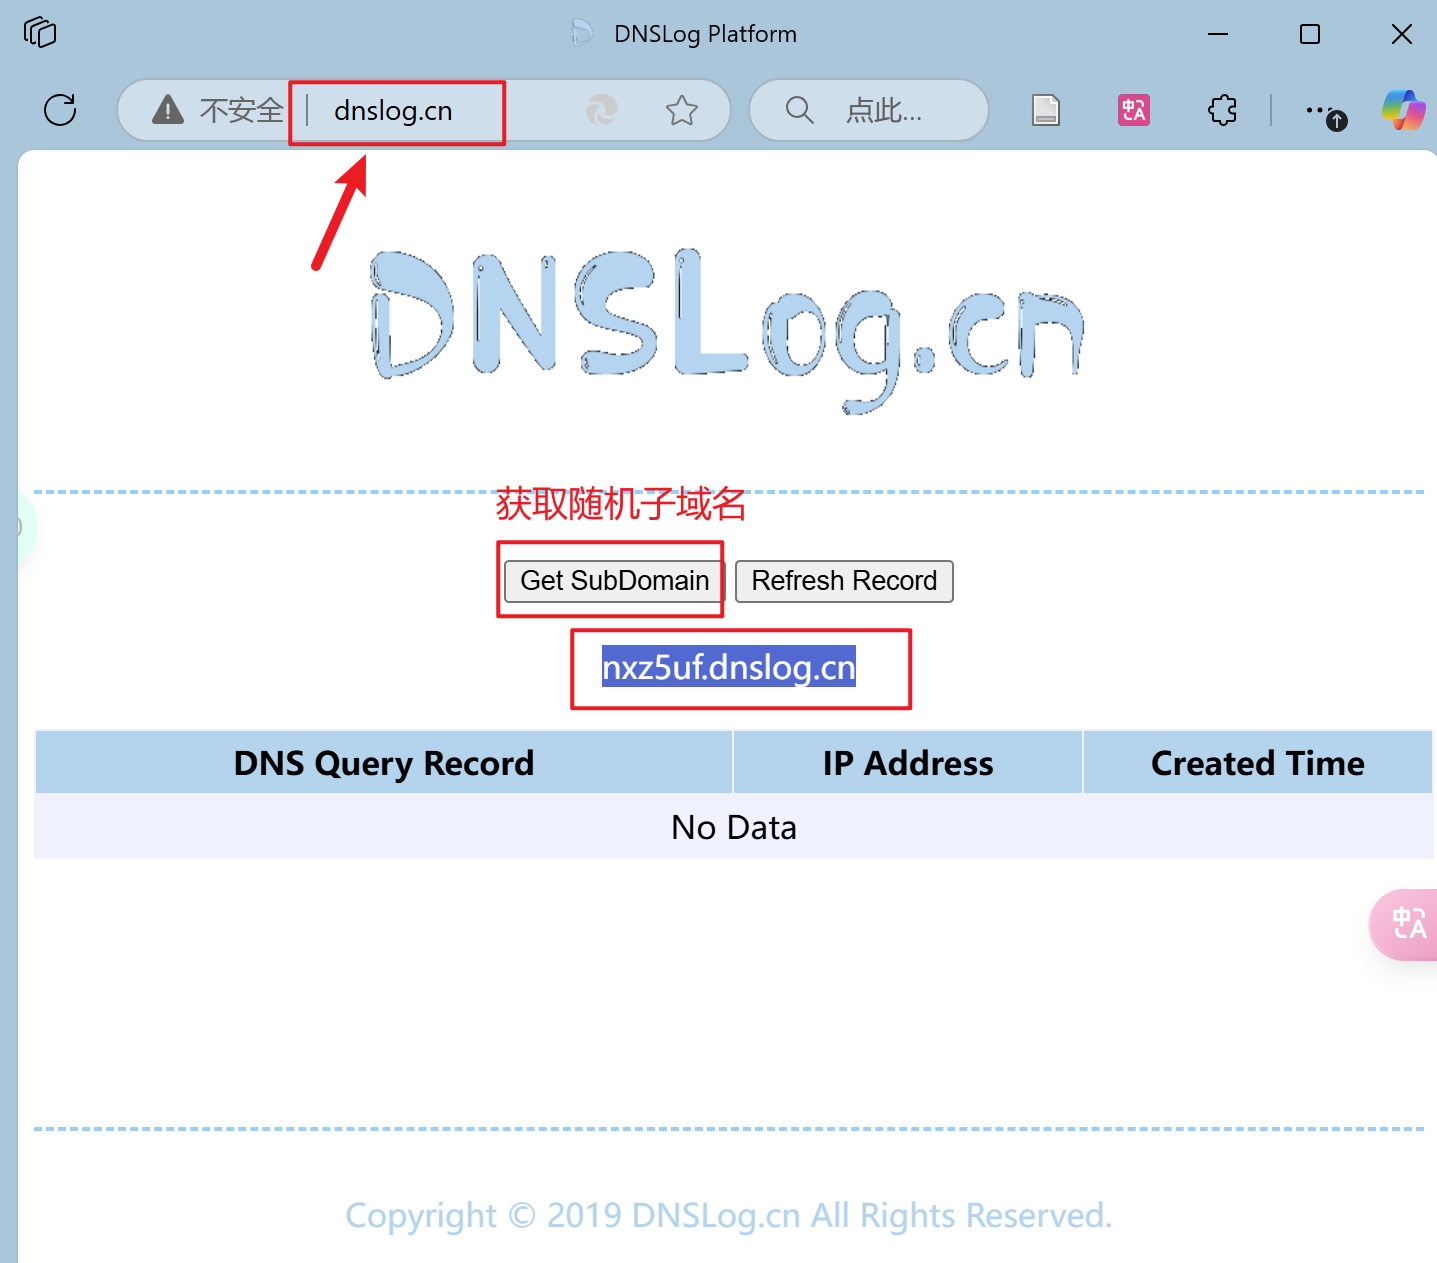 DNSLog Platform
不安全 dnslog.cn 点此...
DNSLog.cn
获取随机子域名
Get SubDomain Refresh Record
nxz5uf.dnslog.cn
DNS Query Record IP Address Created Time
No Data
Copyright © 2019 DNSLog.cn All Rights Reserved.